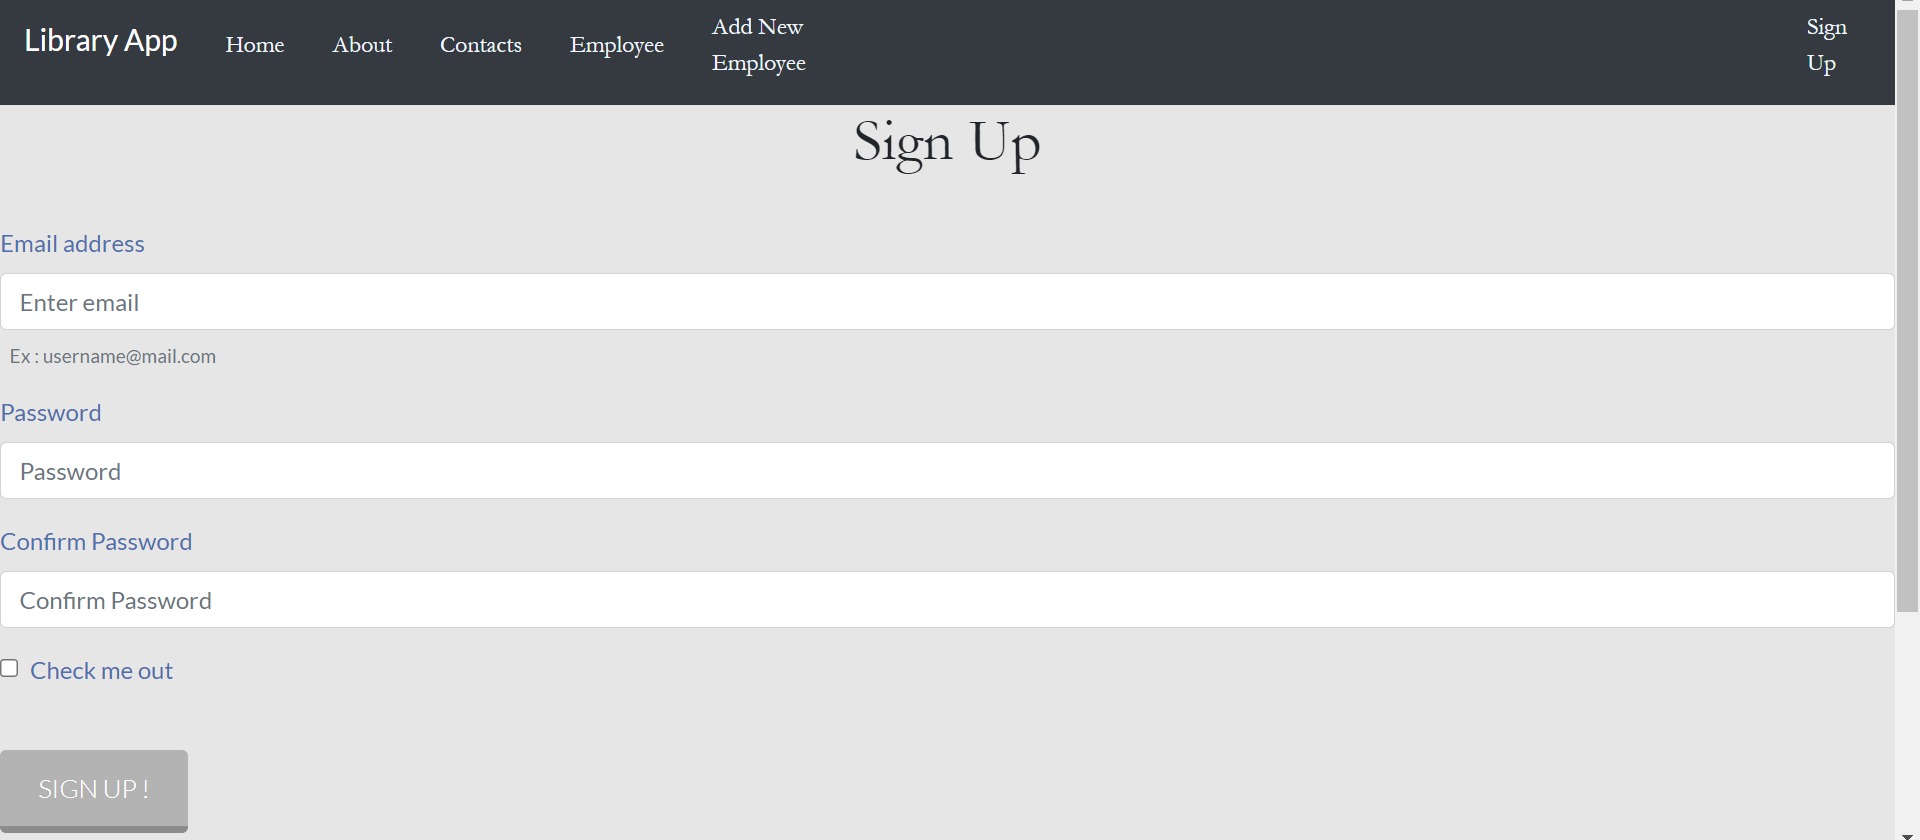 Library App
Home
About
Contacts
Employee
Add New
Employee
Sign
Up
Sign Up
Email address
Enter email
Ex : username@mail.com
Password
Password
Confirm Password
Confirm Password
Check me out
SIGN UP !